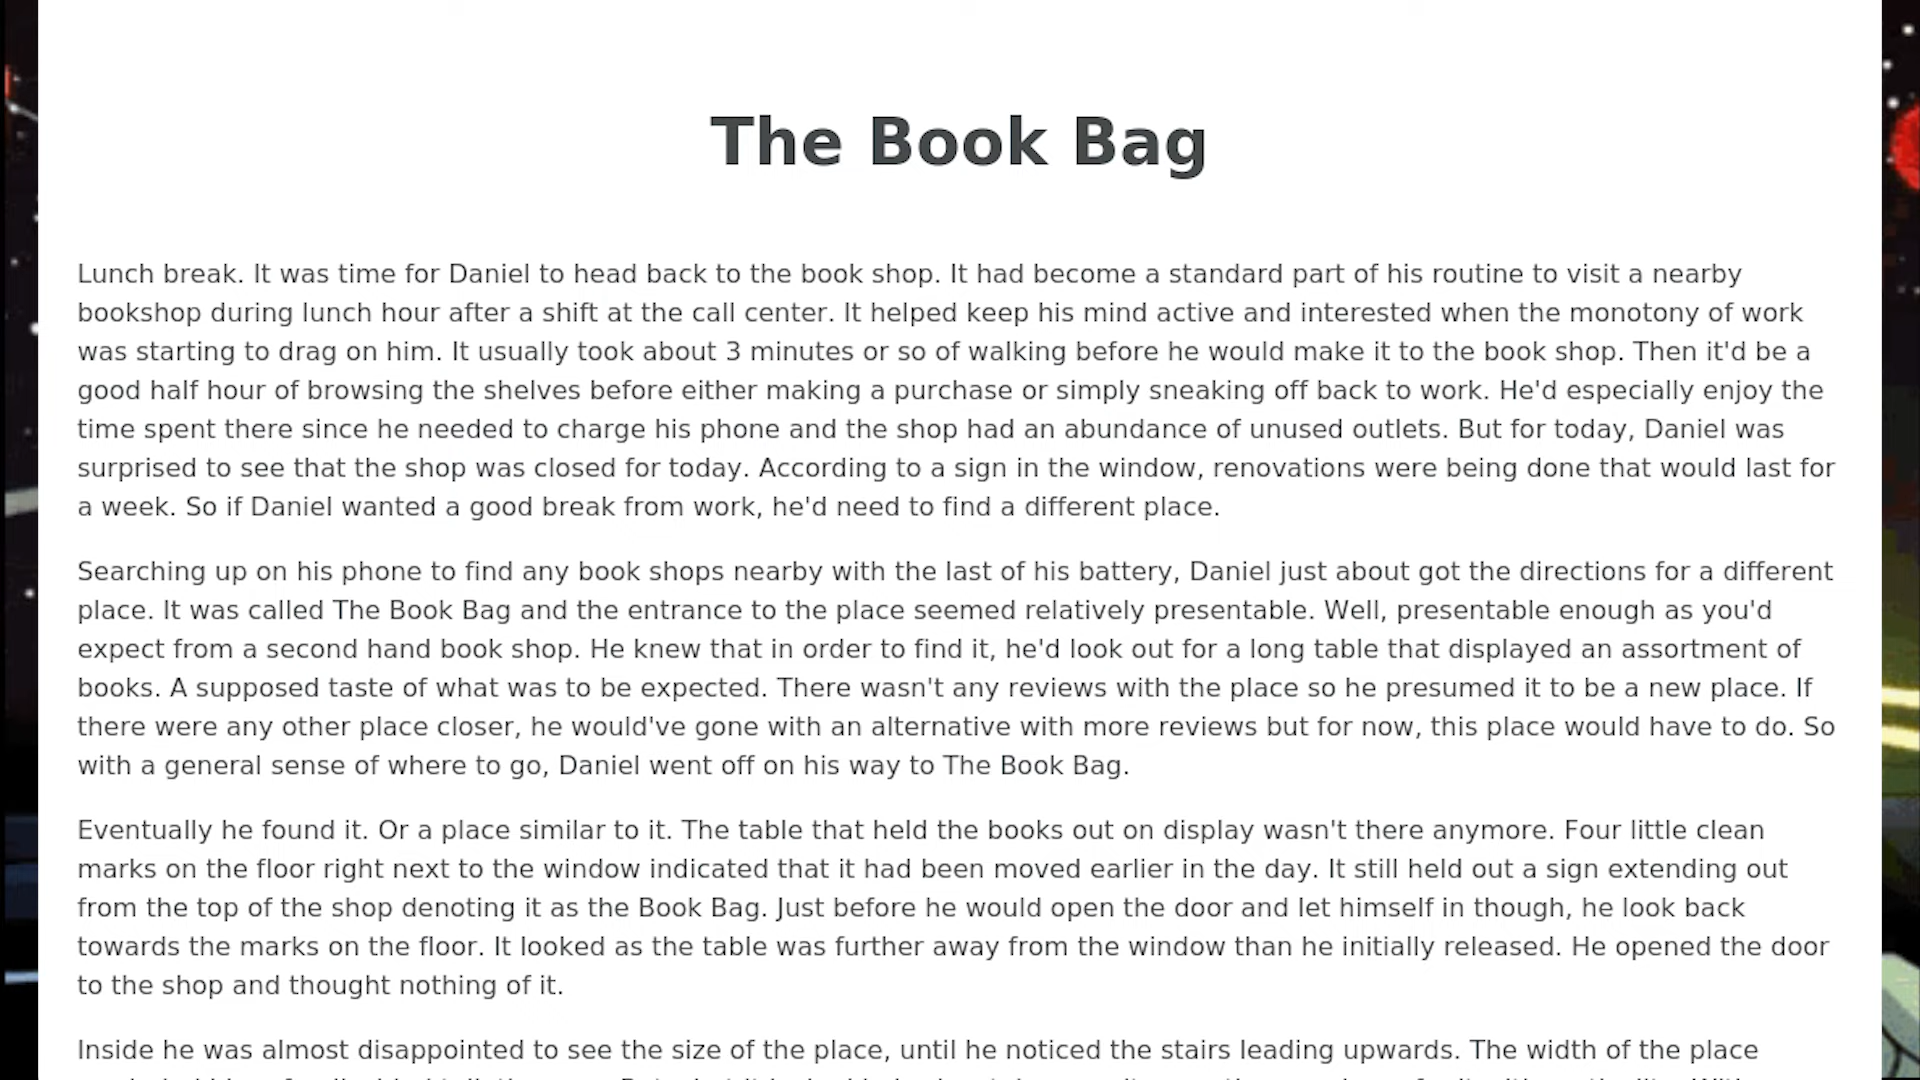 The Book Bag
Lunch break. It was time for Daniel to head back to the book shop. It had become a standard part of his routine to visit a nearby
bookshop during lunch hour after a shift at the call center. It helped keep his mind active and interested when the monotony of work
was starting to drag on him. It usually took about 3 minutes or so of walking before he would make it to the book shop. Then it'd be a
good half hour of browsing the shelves before either making a purchase or simply sneaking off back to work. He'd especially enjoy the
time spent there since he needed to charge his phone and the shop had an abundance of unused outlets. But for today, Daniel was
surprised to see that the shop was closed for today. According to a sign in the window, renovations were being done that would last for
a week. So if Daniel wanted a good break from work, he'd need to find a different place.
Searching up on his phone to find any book shops nearby with the last of his battery, Daniel just about got the directions for a different
place. It was called The Book Bag and the entrance to the place seemed relatively presentable. Well, presentable enough as you'd
expect from a second hand book shop. He knew that in order to find it, he'd look out for a long table that displayed an assortment of
books. A supposed taste of what was to be expected. There wasn't any reviews with the place so he presumed it to be a new place. If
there were any other place closer, he would've gone with an alternative with more reviews but for now, this place would have to do. So
with a general sense of where to go, Daniel went off on his way to The Book Bag.
Eventually he found it. Or a place similar to it. The table that held the books out on display wasn't there anymore. Four little clean
marks on the floor right next to the window indicated that it had been moved earlier in the day. It still held out a sign extending out
from the top of the shop denoting it as the Book Bag. Just before he would open the door and let himself in though, he look back
towards the marks on the floor. It looked as the table was further away from the window than he initially released. He opened the door
to the shop and thought nothing of it.
Inside he was almost disappointed to see the size of the place, until he noticed the stairs leading upwards. The width of the place